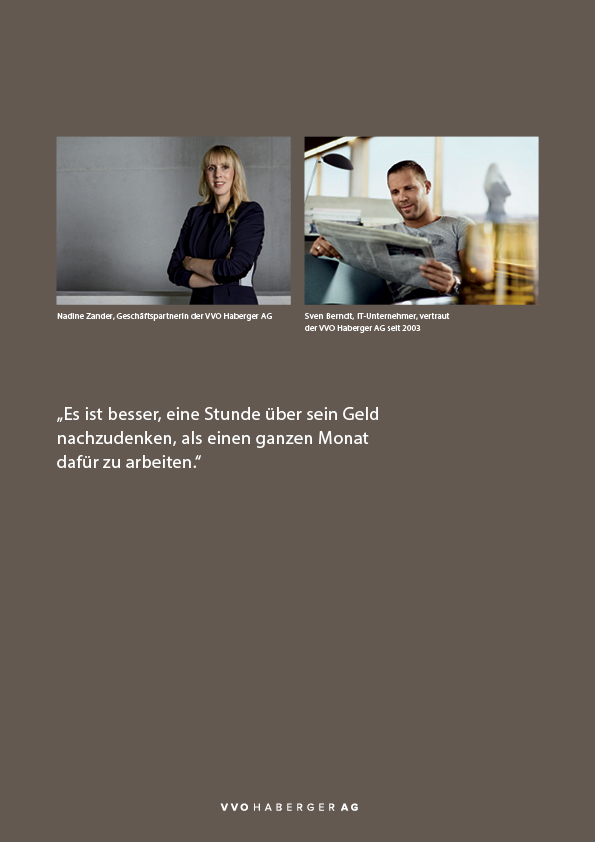 Nadine Zander, Geschäftspartnerin der VVO Haberger AG
Sven Berndt, IT-Unternehmer, vertraut
der VVO Haberger AG seit 2003
„Es ist besser, eine Stunde über sein Geld
nachzudenken, als einen ganzen Monat
dafür zu arbeiten.“
VVO HABERGER AG